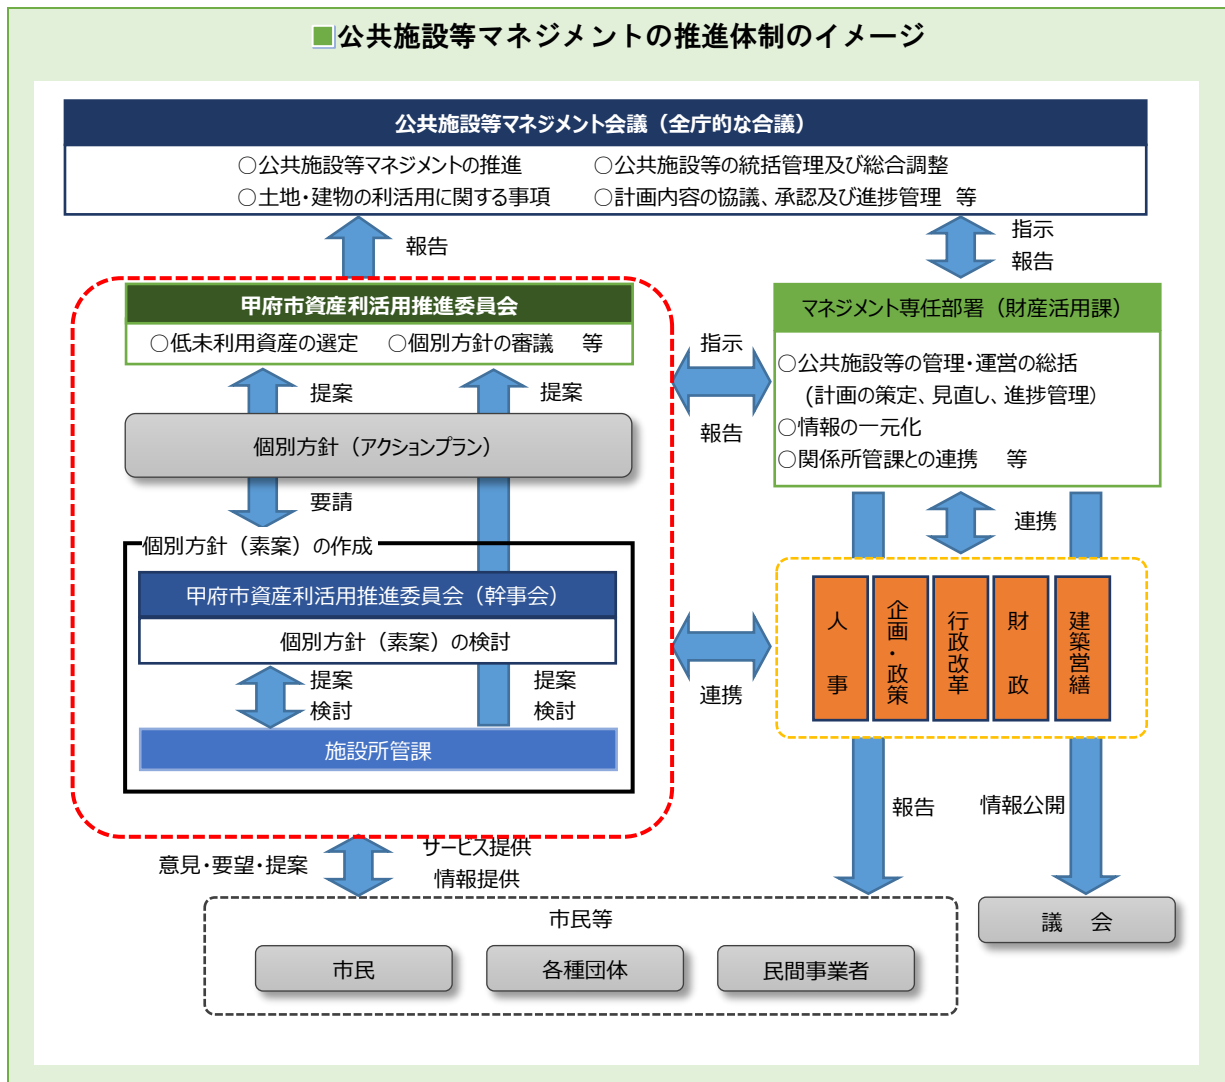 ■公共施設等マネジメントの推進体制のイメージ
公共施設等マネジメント会議（全庁的な合議）
○公共施設等マネジメントの推進　○公共施設等の統括管理及び総合調整
○土地・建物の利活用に関する事項　○計画内容の協議、承認及び進捗管理 等
報告
指示
報告
甲府市資産利活用推進委員会
○低未利用資産の選定　○個別方針の審議　等
提案
提案
個別方針（アクションプラン）
要請
個別方針（素案）の作成
甲府市資産利活用推進委員会（幹事会）
個別方針（素案）の検討
提案
検討
提案
検討
施設所管課
指示
報告
マネジメント専任部署（財産活用課）
○公共施設等の管理・運営の総括
(計画の策定、見直し、進捗管理)
○情報の一元化
○関係所管課との連携　等
連携
人事
企画・政策
行政改革
財政
建築営繕
連携
報告
情報公開
意見・要望・提案
サービス提供
情報提供
市民等
市民
各種団体
民間事業者
議　会